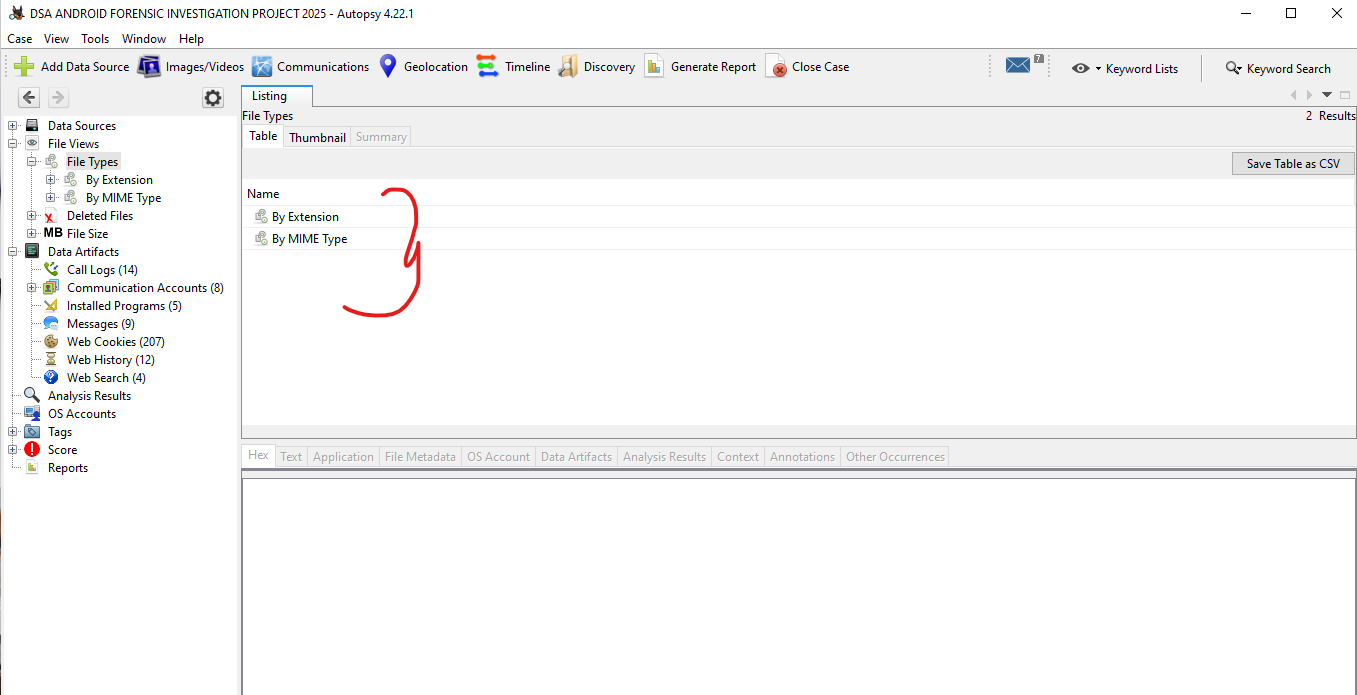 DSA ANDROID FORENSIC INVESTIGATION PROJECT 2025 - Autopsy 4.22.1
Case View Tools Window Help
Add Data Source Images/Videos Communications Geolocation Timeline Discovery Generate Report Close Case 7 Keyword Lists Keyword Search
Data Sources
File Views
File Types
By Extension
By MIME Type
Deleted Files
MB File Size
Data Artifacts
Call Logs (14)
Communication Accounts (8)
Installed Programs (5)
Messages (9)
Web Cookies (207)
Web History (12)
Web Search (4)
Analysis Results
OS Accounts
Tags
Score
Reports
Listing
File Types 2 Results
Table Thumbnail Summary
Save Table as CSV
Name
By Extension
By MIME Type
Hex Text Application File Metadata OS Account Data Artifacts Analysis Results Context Annotations Other Occurrences